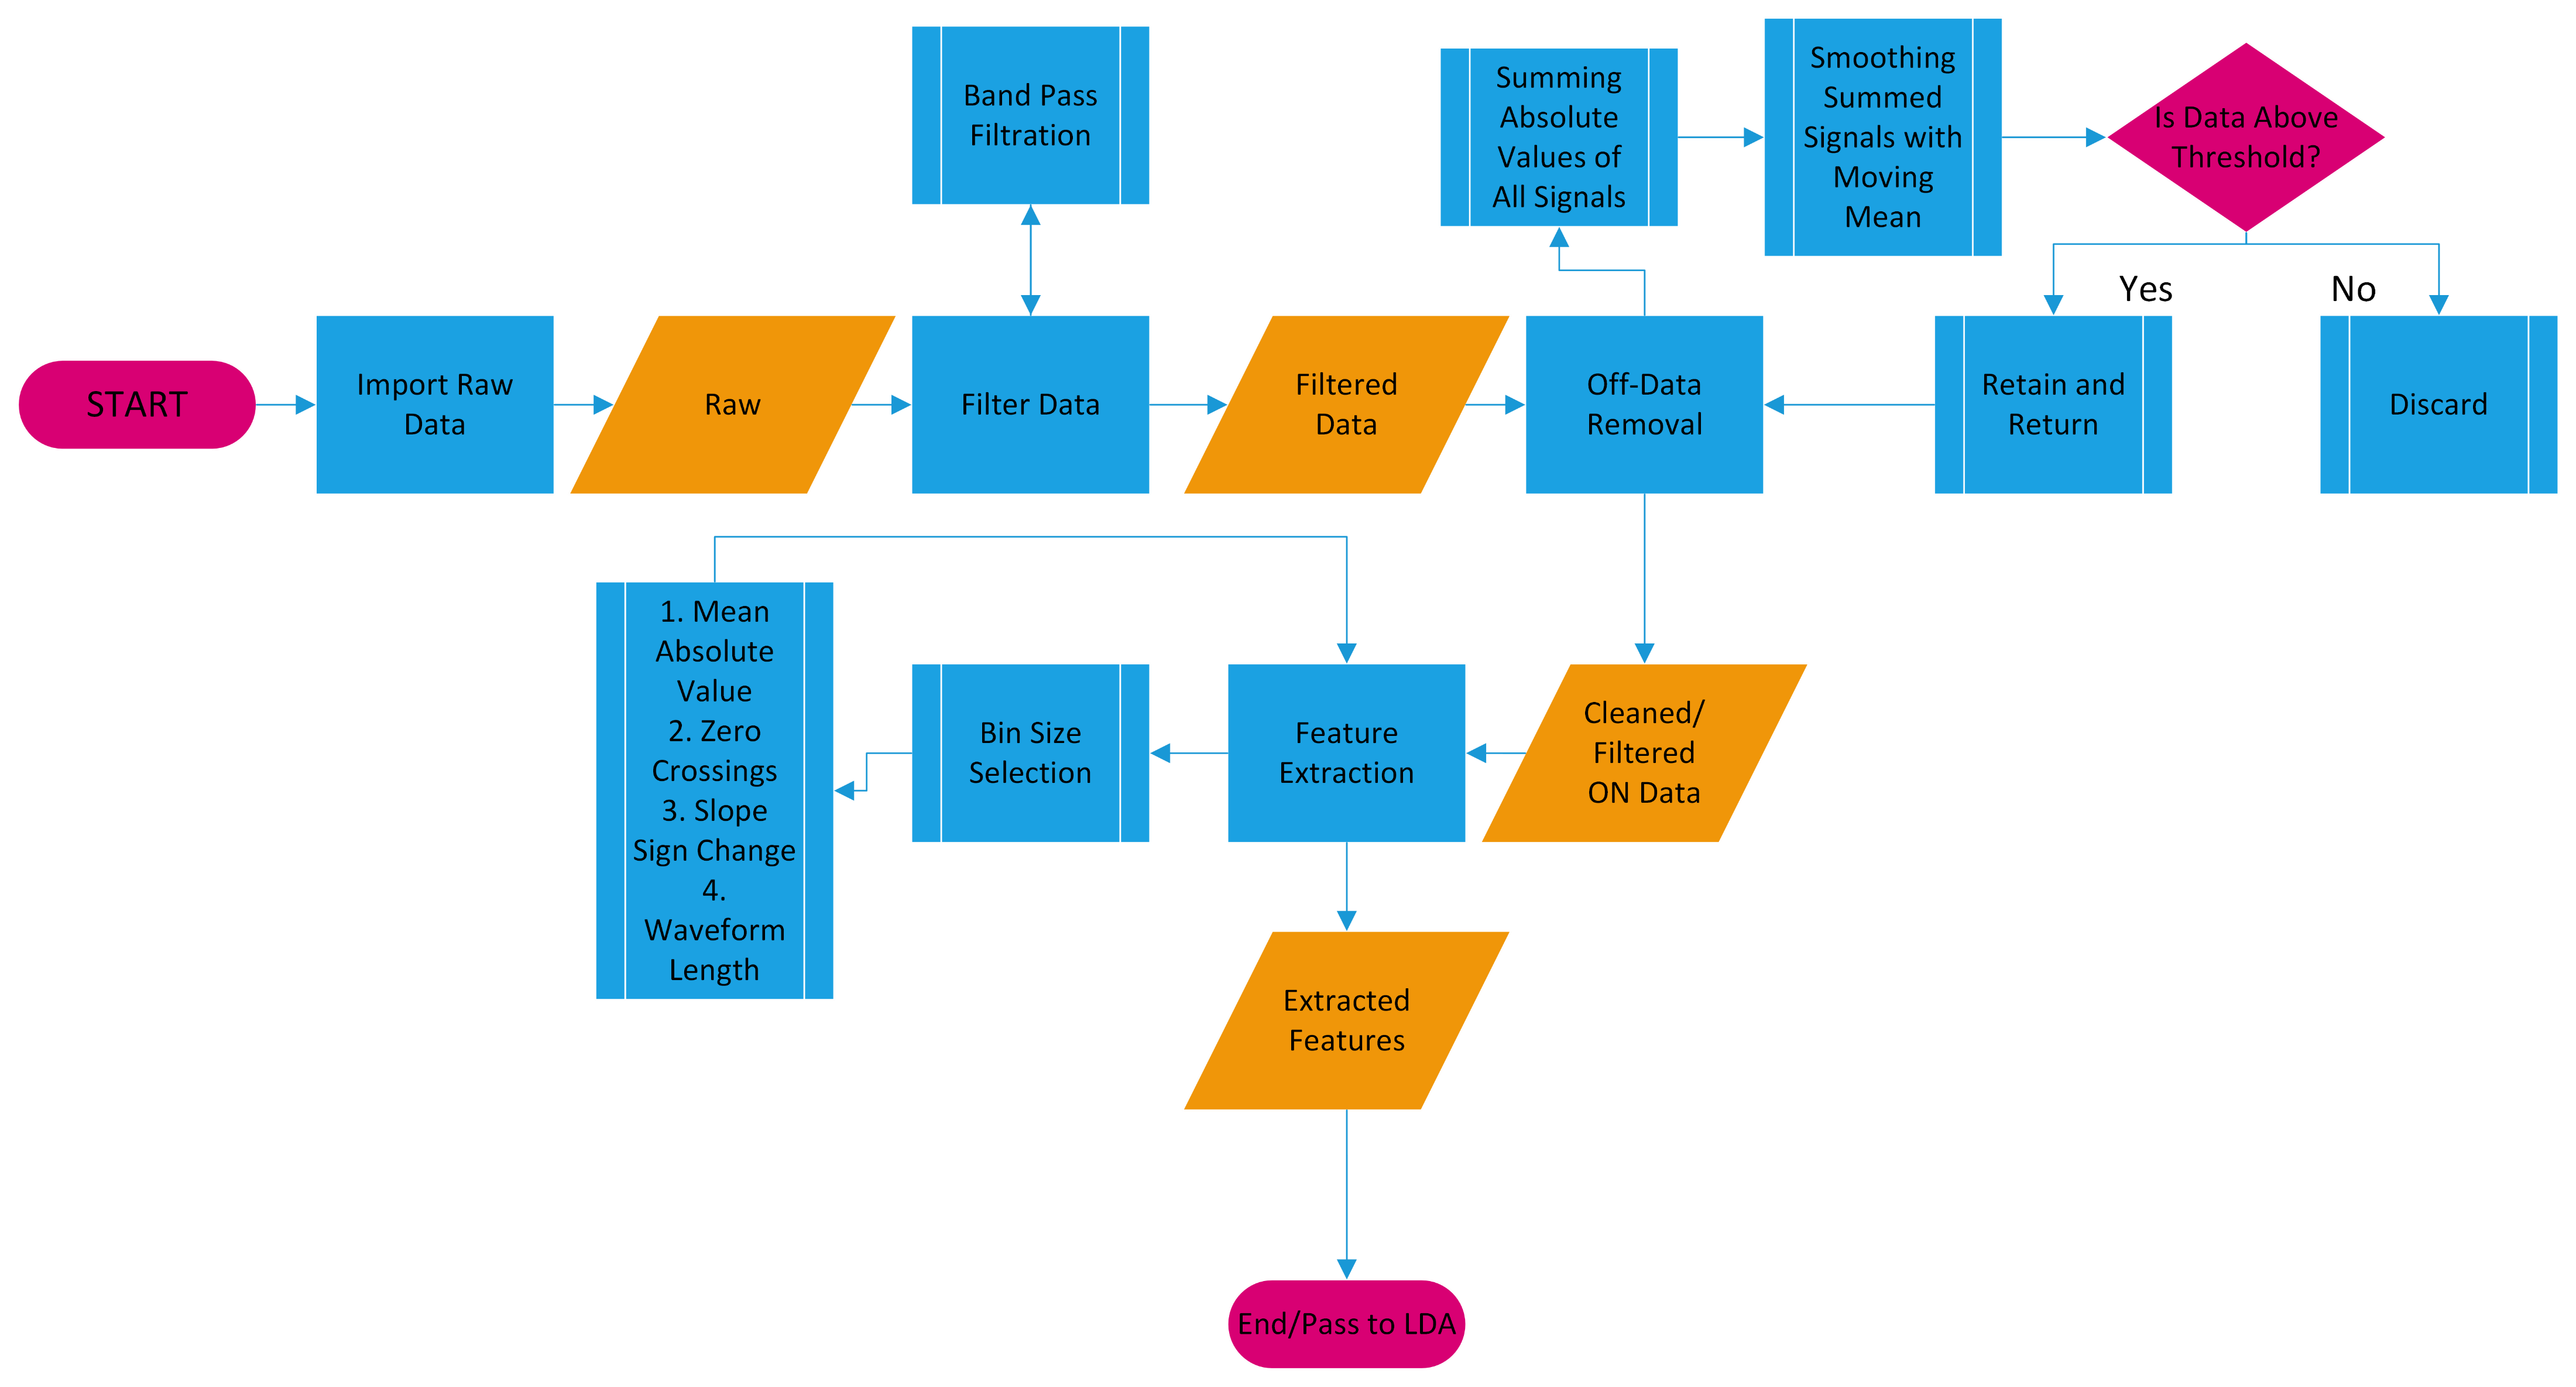 Band Pass
Filtration
Summing
Absolute
Values of
All Signals
Smoothing
Summed
Signals with
Moving
Mean
Is Data Above
Threshold?
Yes
No
START
Import Raw
Data
Raw
Filter Data
Filtered
Data
Off-Data
Removal
Retain and
Return
Discard
1. Mean
Absolute
Value
2. Zero
Crossings
3. Slope
Sign Change
4.
Waveform
Length
Bin Size
Selection
Feature
Extraction
Cleaned/
Filtered
ON Data
Extracted
Features
End/Pass to LDA